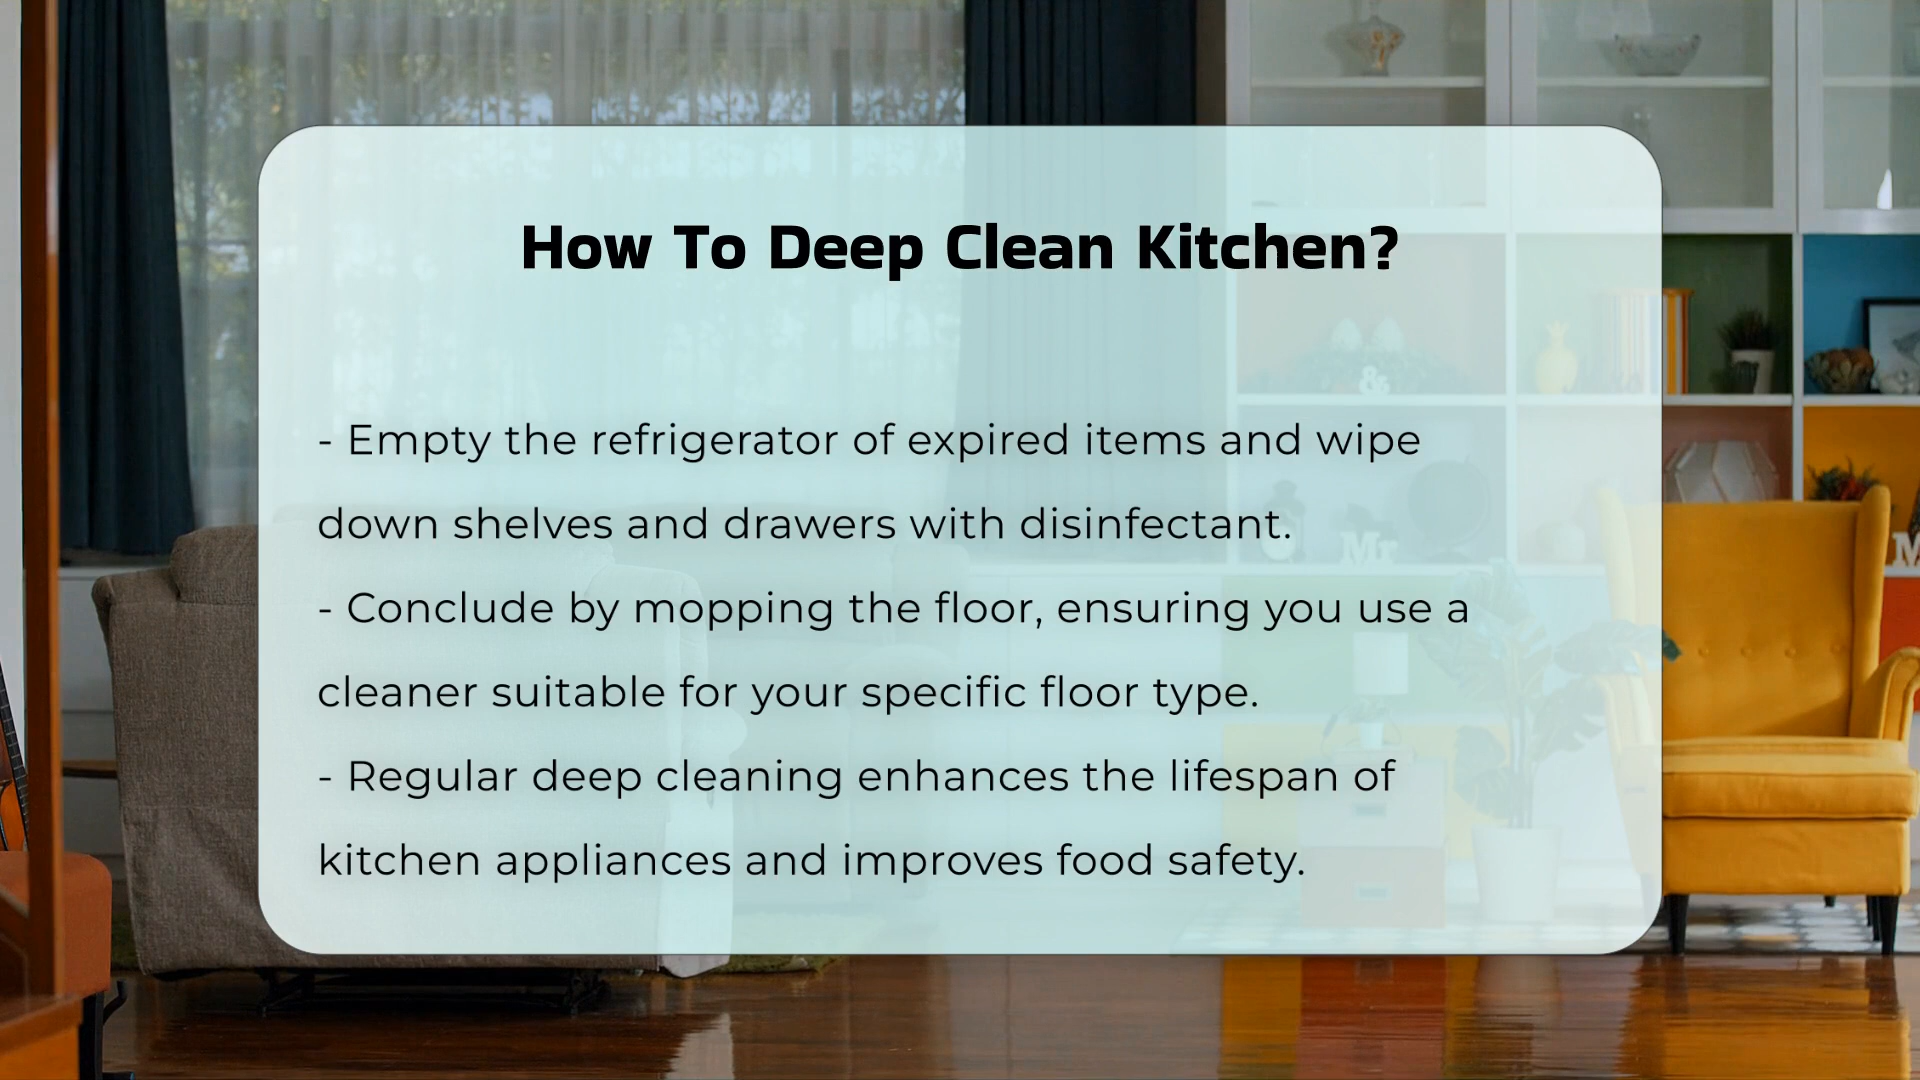 How To Deep Clean Kitchen?
&
- Empty the refrigerator of expired items and wipe
down shelves and drawers with disinfectant.
Mr
- Conclude by mopping the floor, ensuring you use a
cleaner suitable for your specific floor type.
- Regular deep cleaning enhances the lifespan of
kitchen appliances and improves food safety.